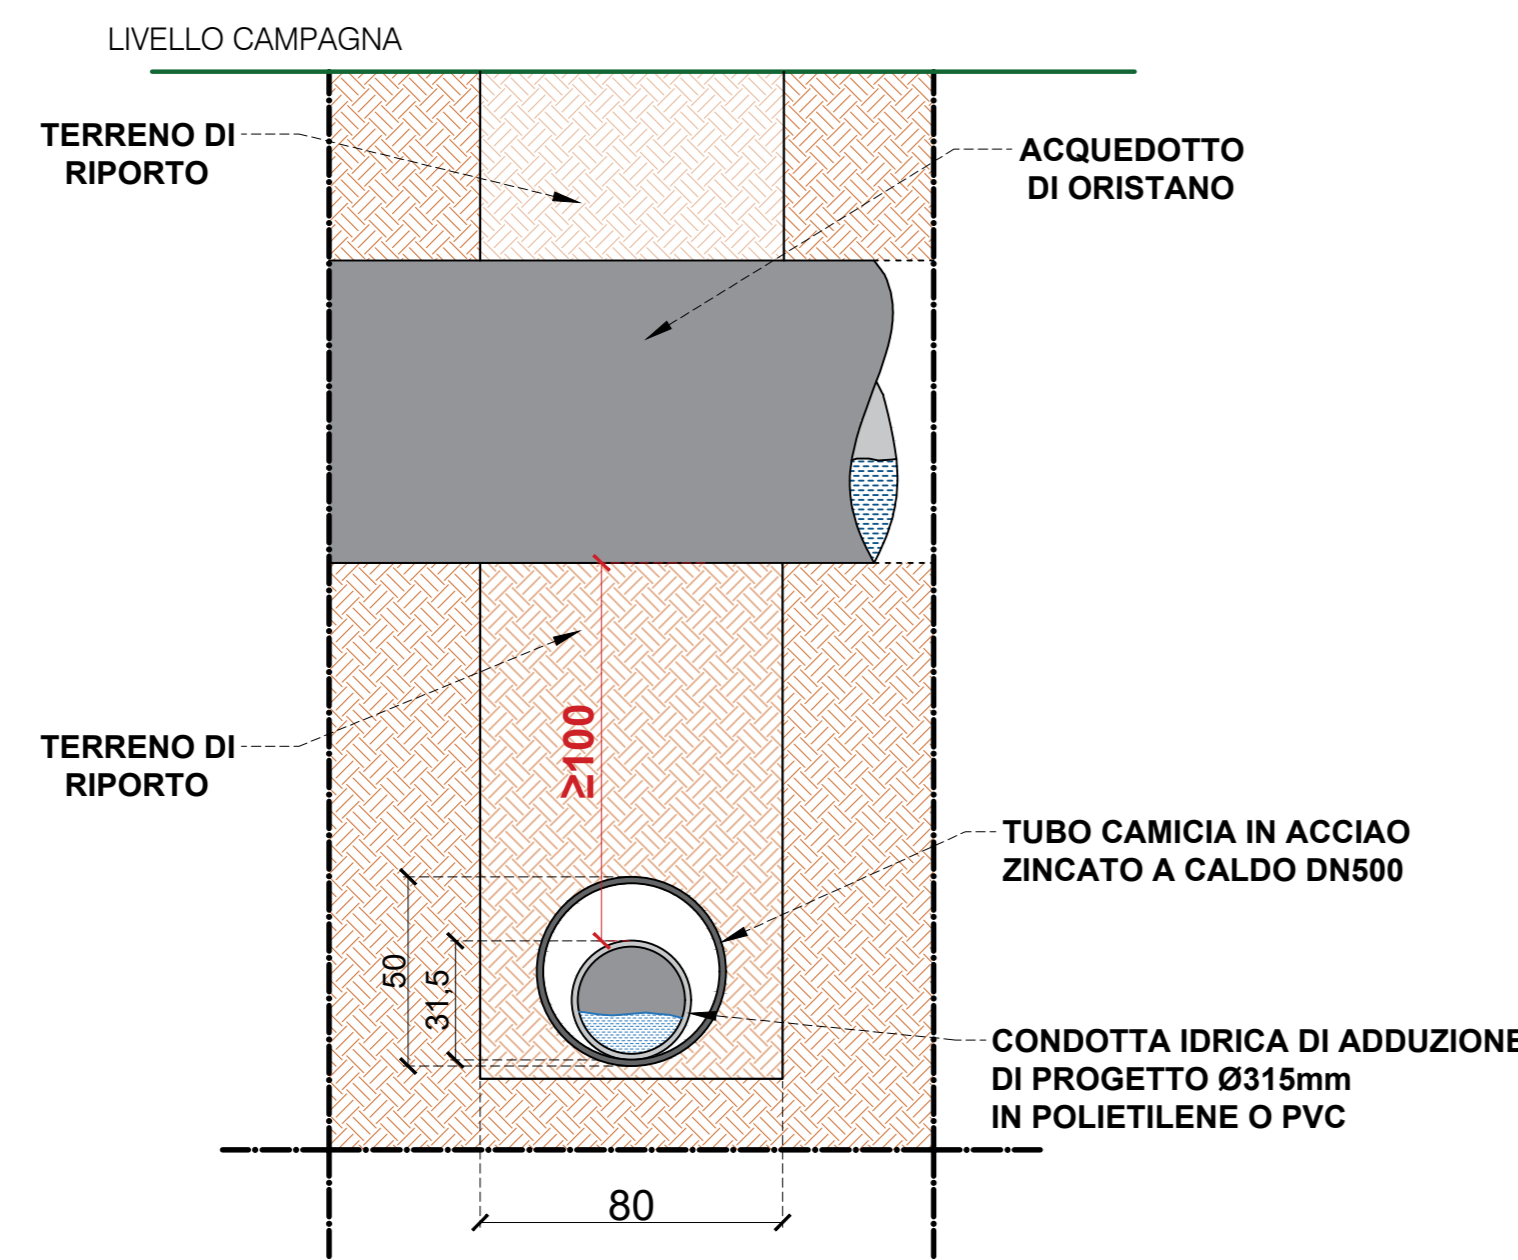 LIVELLO CAMPAGNA
TERRENO DI
RIPORTO
ACQUEDOTTO
DI ORISTANO
≥100
TERRENO DI
RIPORTO
TUBO CAMICIA IN ACCIAO
ZINCATO A CALDO DN500
50
31,5
CONDOTTA IDRICA DI ADDUZIONE
DI PROGETTO Ø315mm
IN POLIETILENE O PVC
80